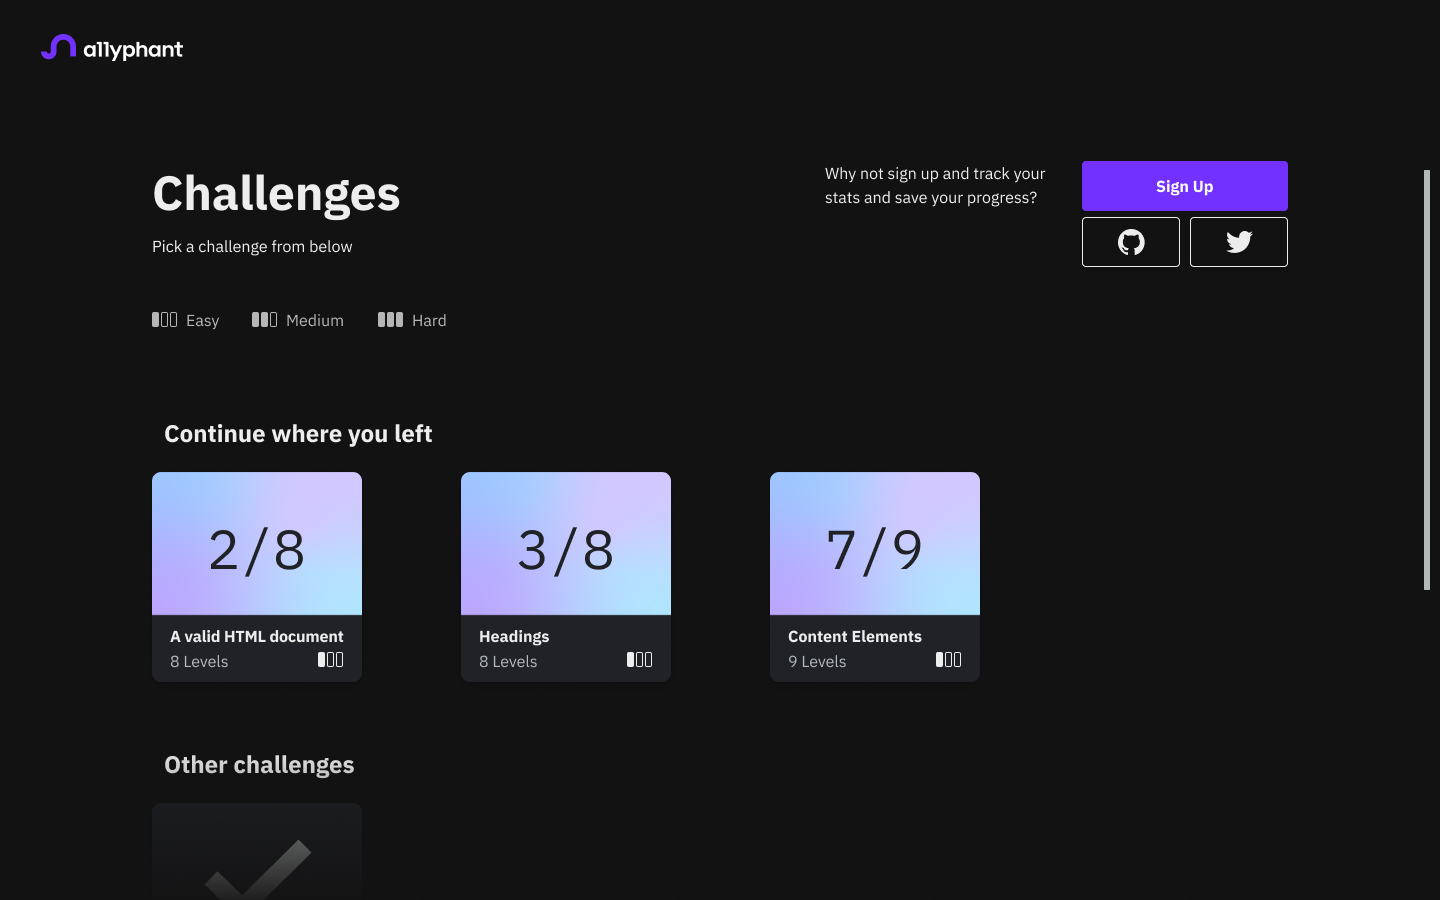 a11yphant
Challenges
Pick a challenge from below
Why not sign up and track your
stats and save your progress?
Sign Up
Easy
Medium
Hard
Continue where you left
2/8
A valid HTML document
8 Levels
3/8
Headings
8 Levels
7/9
Content Elements
9 Levels
Other challenges